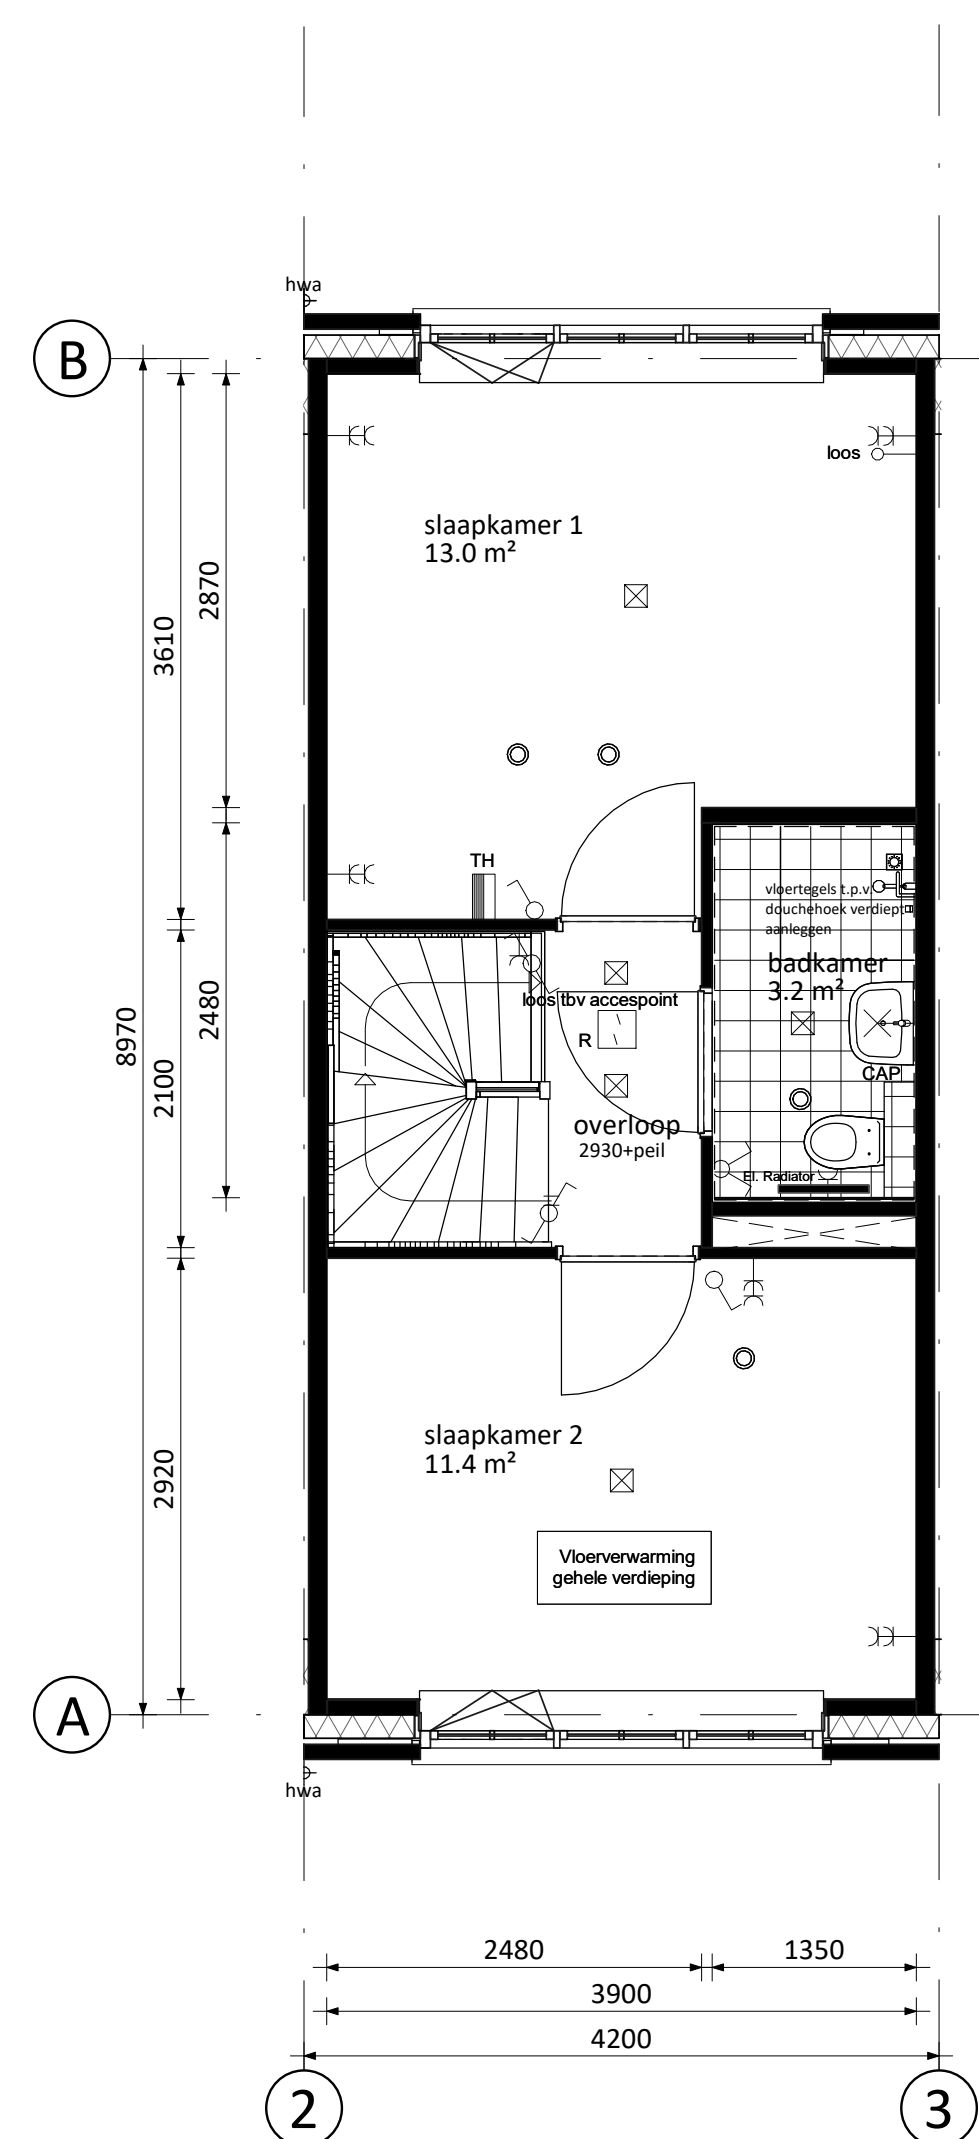 hwa
B
loos
slaapkamer 1
13.0 m²
2870
3610
TH
vloertegels t.p.v.
douchehoek verdiept
aanleggen
badkamer
3.2 m²
loos tbv accespoint
R
8970
2480
2100
CAP
overloop
2930+peil
El. Radiator
slaapkamer 2
11.4 m²
2920
Vloerverwarming
gehele verdieping
A
hwa
2480
1350
3900
4200
2
3